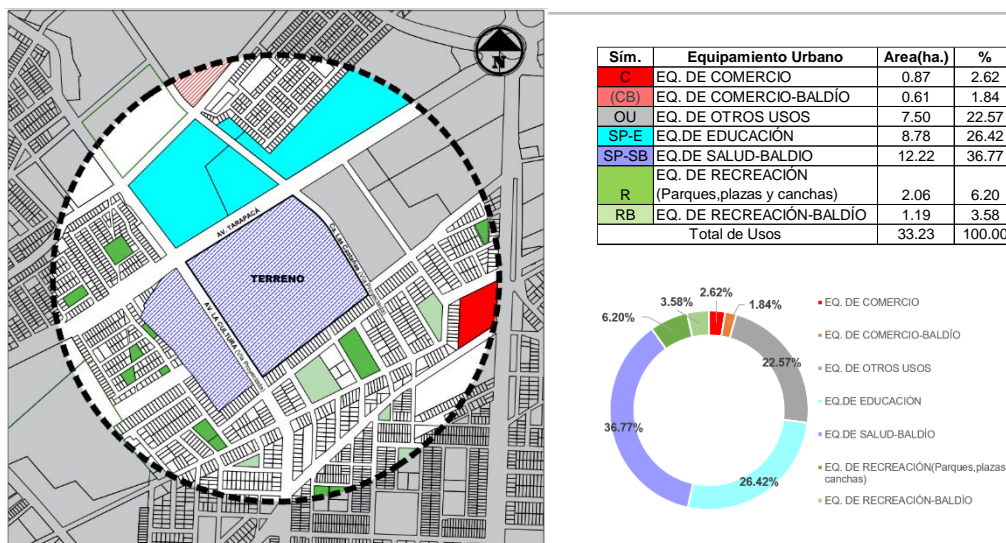 N
AV. TARAPACÁ
TERRENO
AV. LA CULTURA (Vía Proyectada)
Sím. Equipamiento Urbano Area(ha.) %
C EQ. DE COMERCIO 0.87 2.62
(CB) EQ. DE COMERCIO-BALDÍO 0.61 1.84
OU EQ. DE OTROS USOS 7.50 22.57
SP-E EQ.DE EDUCACIÓN 8.78 26.42
SP-SB EQ.DE SALUD-BALDIO 12.22 36.77
EQ. DE RECREACIÓN
R (Parques,plazas y canchas) 2.06 6.20
RB EQ. DE RECREACIÓN-BALDÍO 1.19 3.58
Total de Usos 33.23 100.00
2.62%
3.58%
1.84%
6.20%
22.57%
36.77%
26.42%
EQ. DE COMERCIO
EQ. DE COMERCIO-BALDÍO
EQ. DE OTROS USOS
EQ.DE EDUCACIÓN
EQ.DE SALUD-BALDÍO
EQ. DE RECREACIÓN(Parques,plazas
canchas)
EQ. DE RECREACIÓN-BALDÍO